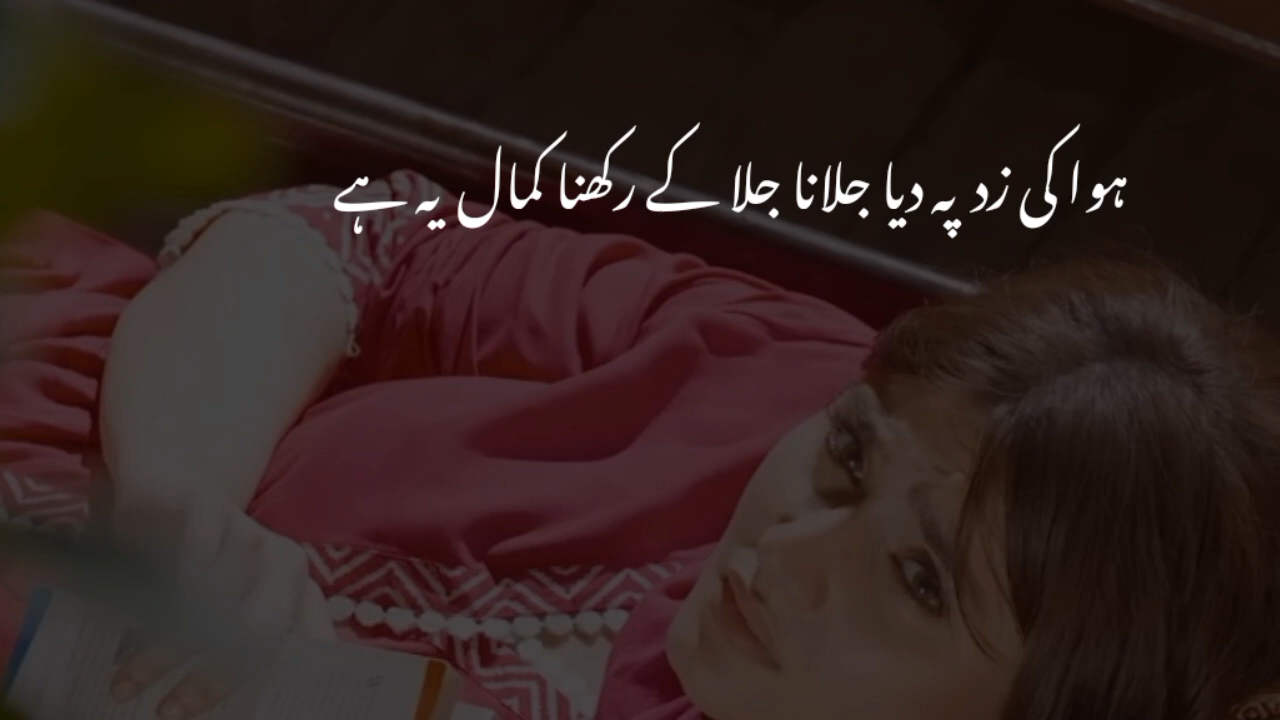 ہوا کی زد پہ دیا جلانا جلا کے رکھنا کمال یہ ہے